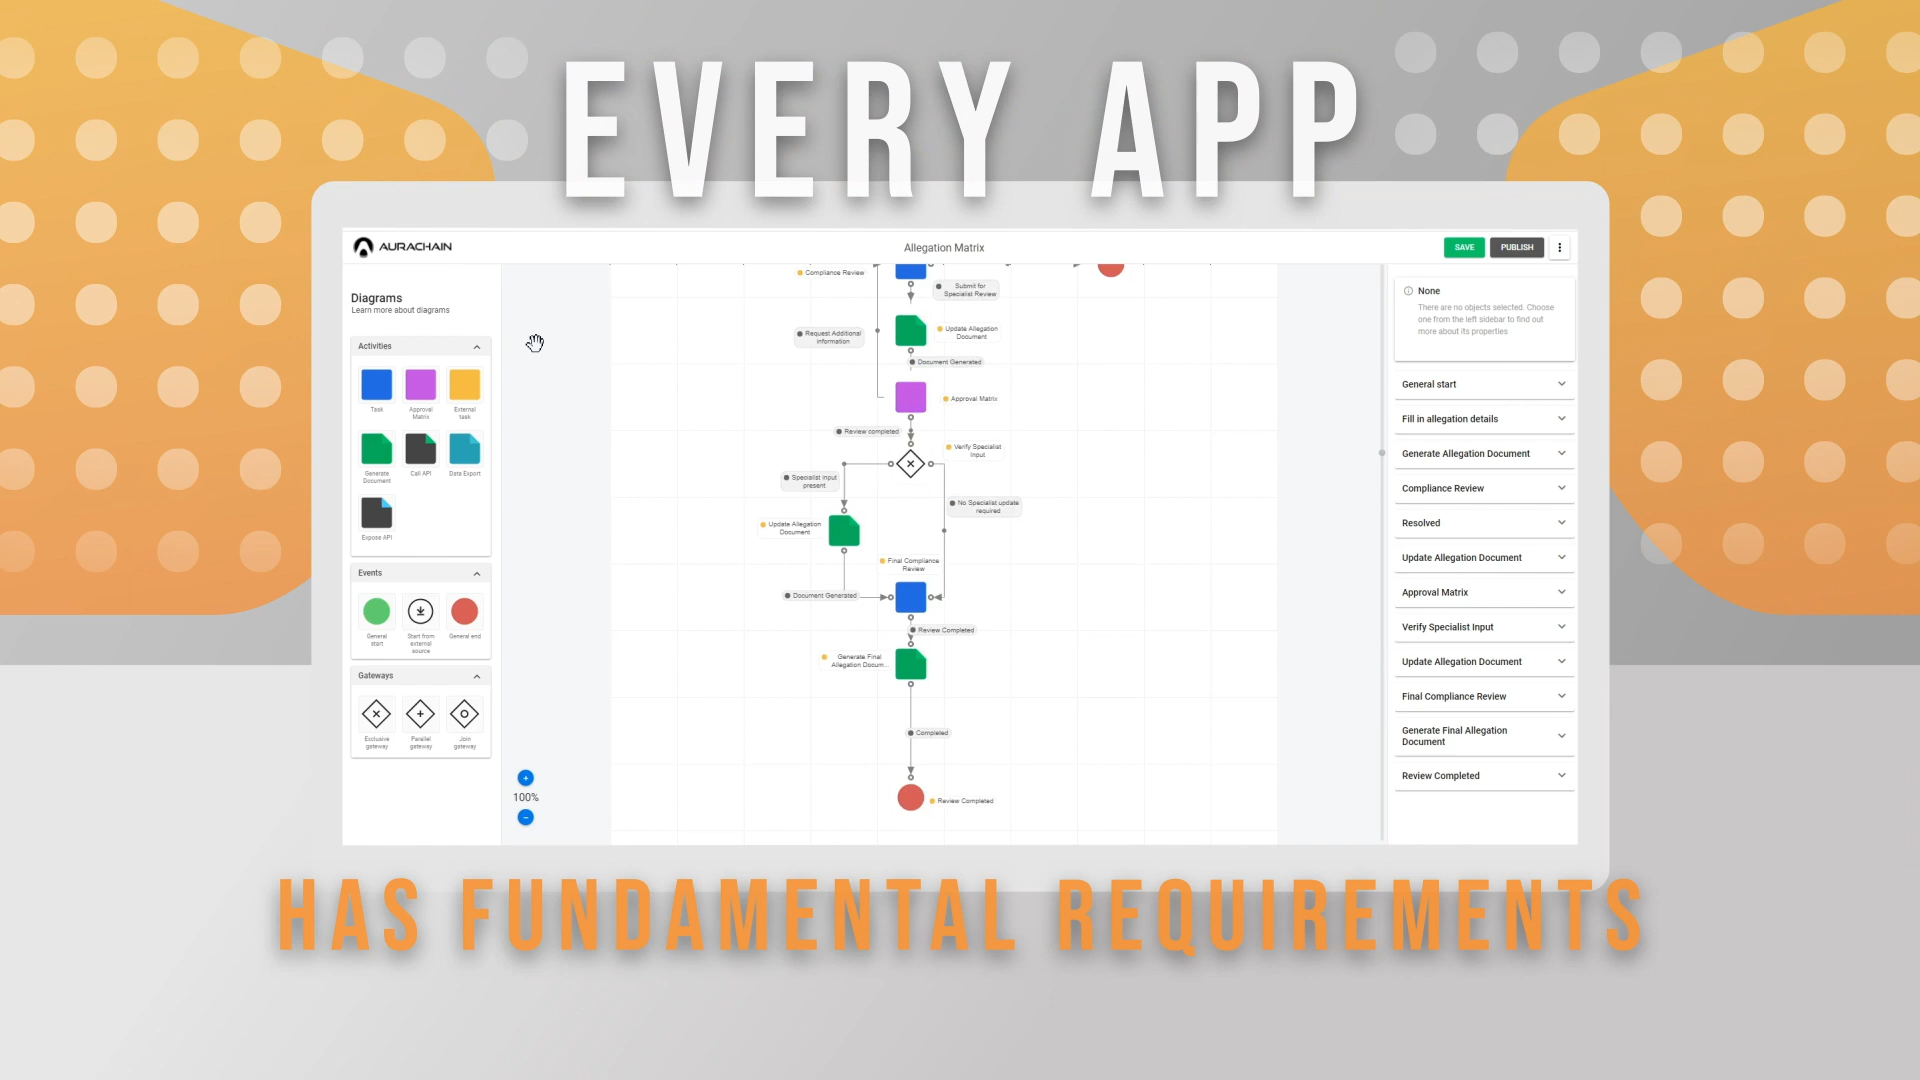 EVERY APP
AURACHAIN
Allegation Matrix
SAVE
PUBLISH
Diagrams
Learn more about diagrams
Activities
Task
Approval
Matrix
External
task
Generate
Document
Call API
Data Export
Expose API
Events
General
start
Start from
external
source
General end
Gateways
Exclusive
gateway
Parallel
gateway
Join
gateway
100%
Compliance Review
Submit for
Specialist Review
Request Additional
information
Update Allegation
Document
Document Generated
Approval Matrix
Review completed
Verify Specialist
Input
Specialist input
present
No Specialist update
required
Update Allegation
Document
Final Compliance
Review
Document Generated
Review Completed
Generate Final
Allegation Docum...
Completed
Review Completed
None
There are no objects selected. Choose
one from the left sidebar to find out
more about its properties
General start
Fill in allegation details
Generate Allegation Document
Compliance Review
Resolved
Update Allegation Document
Approval Matrix
Verify Specialist Input
Update Allegation Document
Final Compliance Review
Generate Final Allegation
Document
Review Completed
HAS FUNDAMENTAL REQUIREMENTS